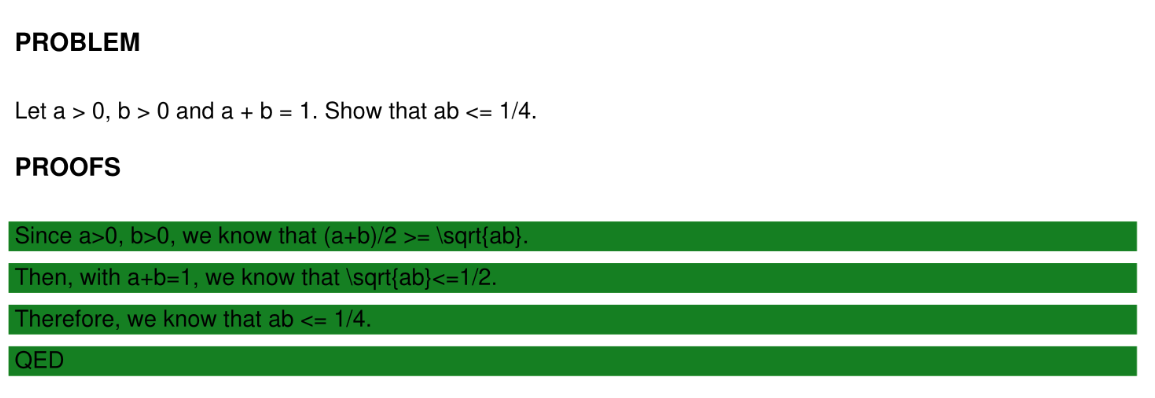 PROBLEM
Let a > 0, b > 0 and a + b = 1. Show that ab <= 1/4.
PROOFS
Since a>0, b>0, we know that (a+b)/2 >= \sqrt{ab}.
Then, with a+b=1, we know that \sqrt{ab}<=1/2.
Therefore, we know that ab <= 1/4.
QED